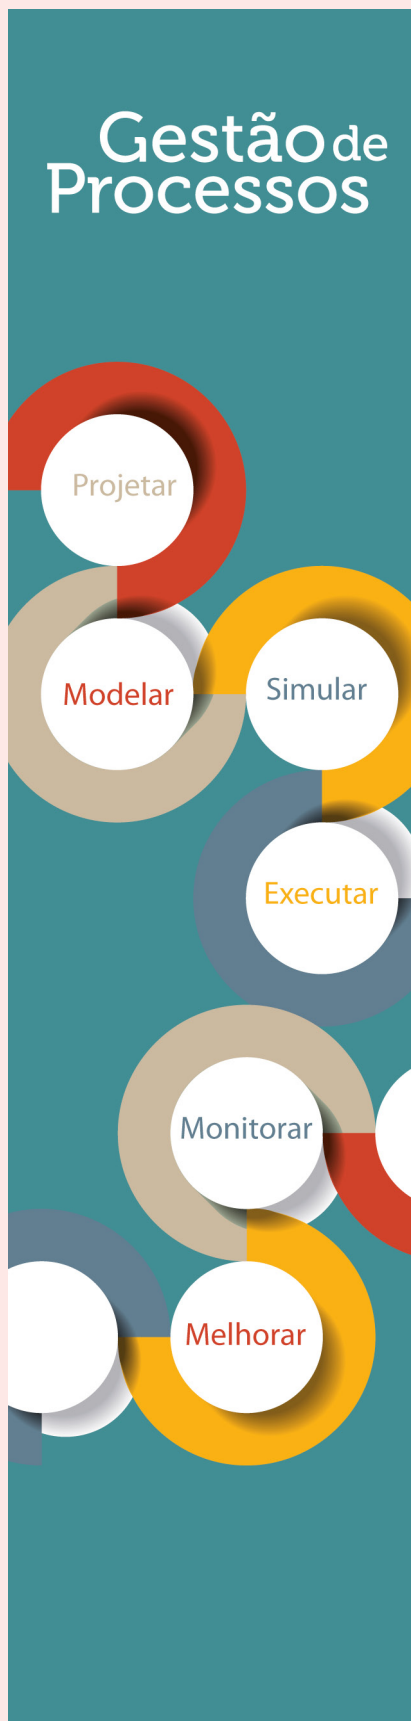 Gestão de
Processos
Projetar
Modelar
Simular
Executar
Monitorar
Melhorar